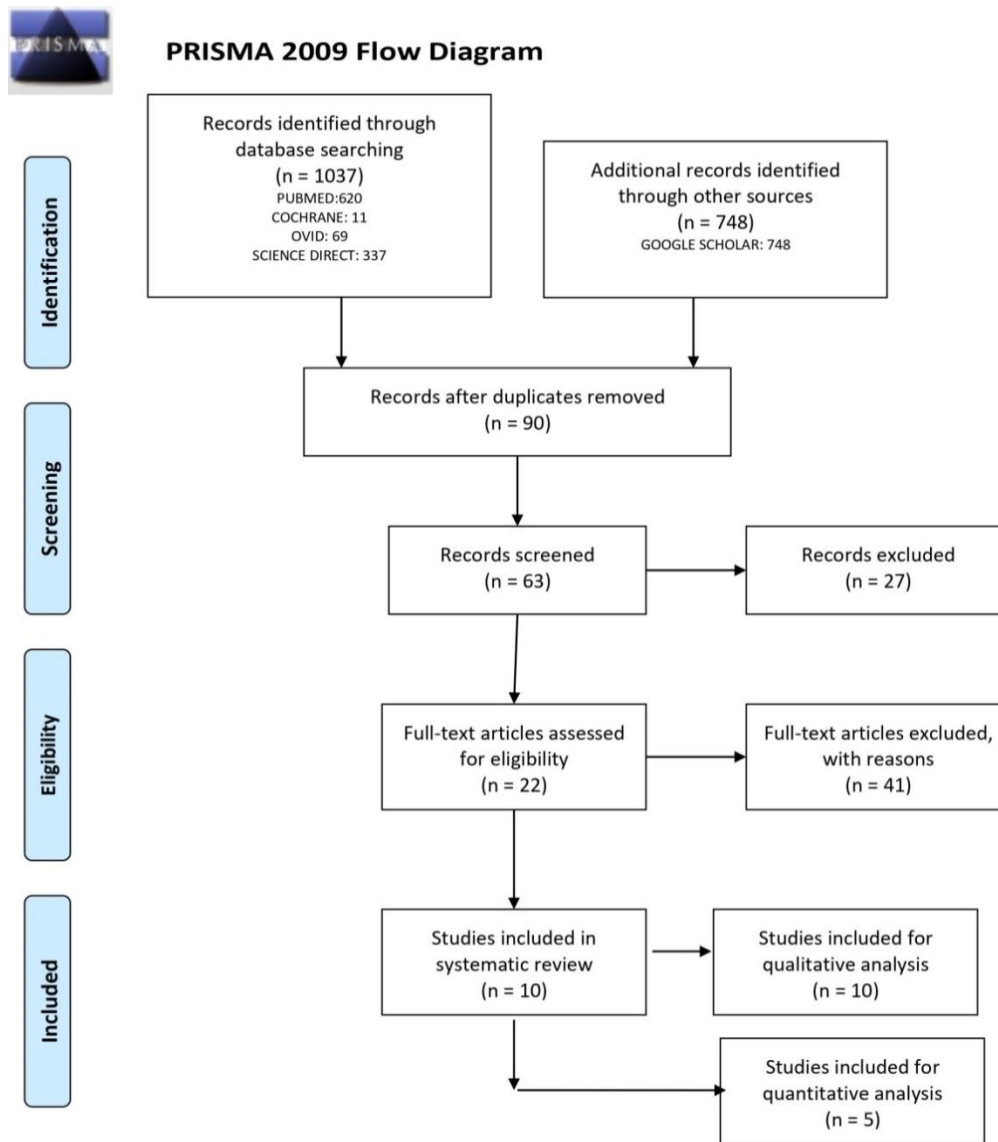 PRISMA
PRISMA 2009 Flow Diagram
Identification
Records identified through
database searching
(n = 1037)
PUBMED:620
COCHRANE: 11
OVID: 69
SCIENCE DIRECT: 337
Additional records identified
through other sources
(n = 748)
GOOGLE SCHOLAR: 748
Records after duplicates removed
(n = 90)
Screening
Records screened
(n = 63)
Records excluded
(n = 27)
Eligibility
Full-text articles assessed
for eligibility
(n = 22)
Full-text articles excluded,
with reasons
(n = 41)
Included
Studies included in
systematic review
(n = 10)
Studies included for
qualitative analysis
(n = 10)
Studies included for
quantitative analysis
(n = 5)